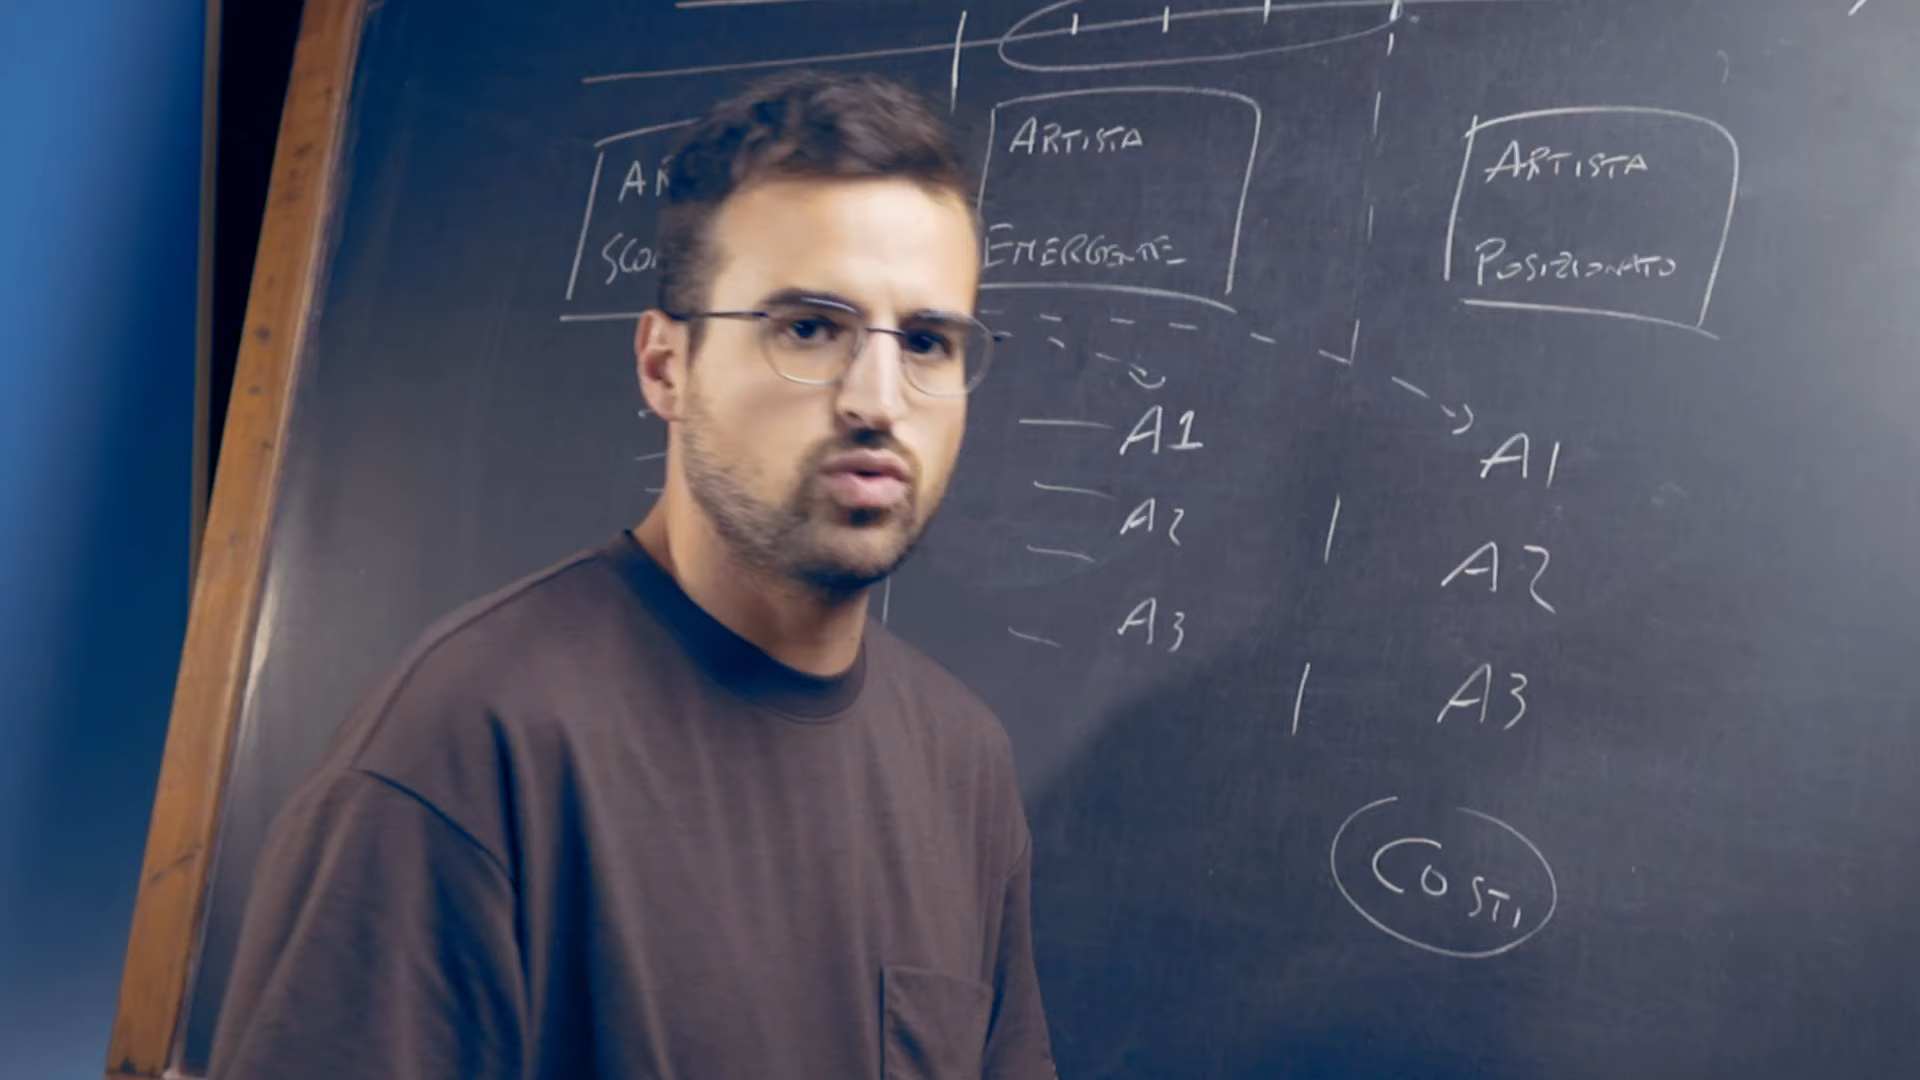 Artista
Emergente
Artista
Posizionato
A1
A2
A3
A1
A2
A3
Costi